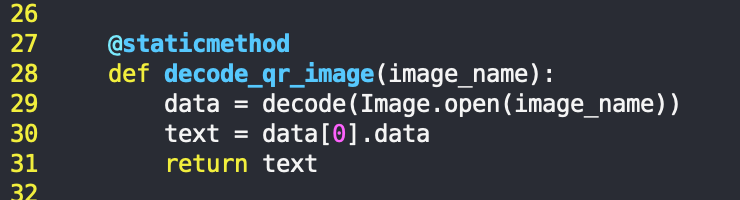 26
27     @staticmethod
28     def decode_qr_image(image_name):
29         data = decode(Image.open(image_name))
30         text = data[0].data
31         return text
32